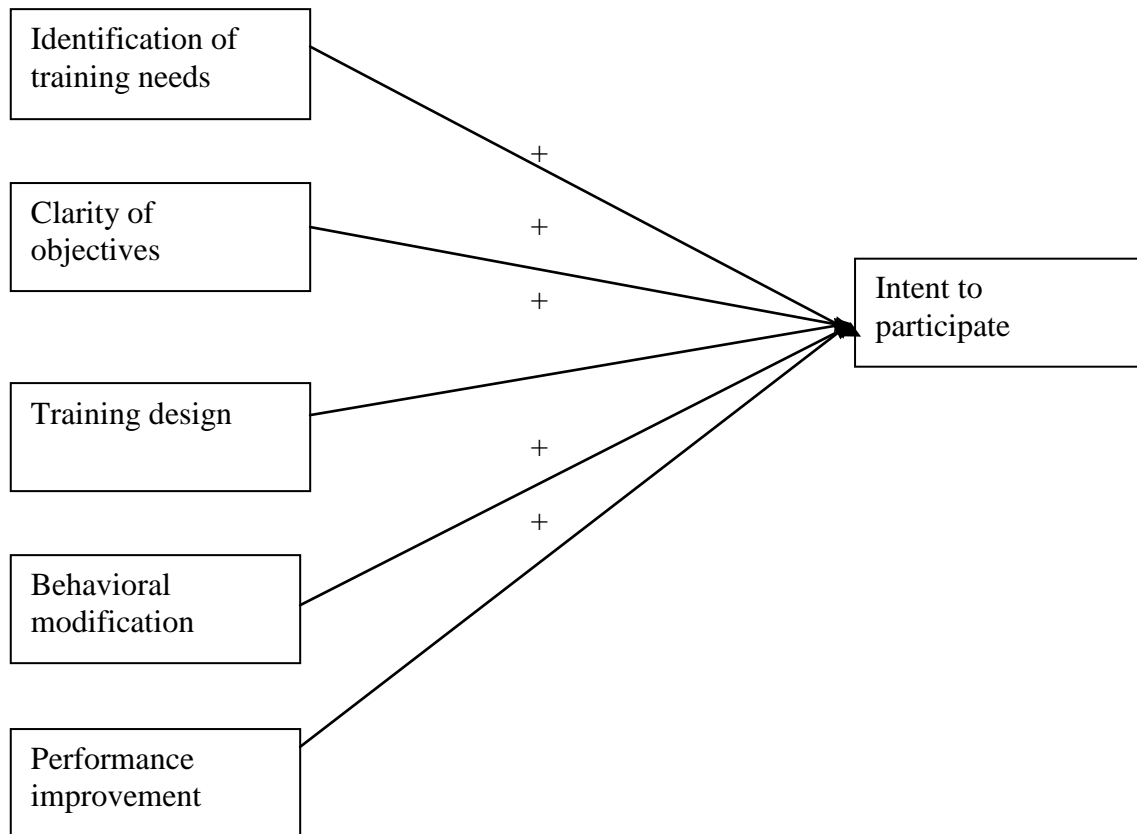 Identification of
training needs
+
Clarity of
objectives
+
Intent to
participate
+
Training design
+
Behavioral
modification
+
Performance
improvement